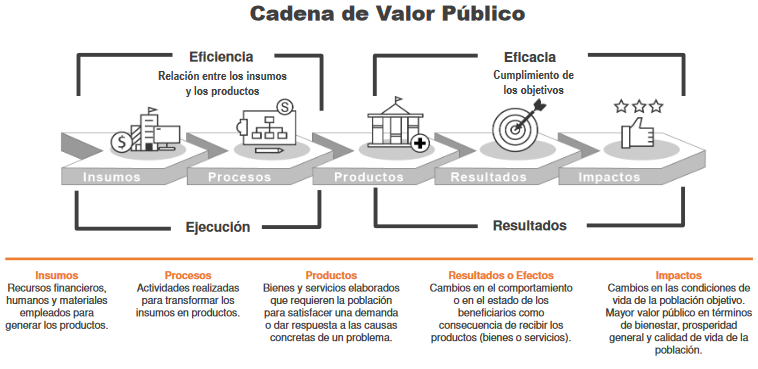 Cadena de Valor Público
Eficiencia
Relación entre los insumos
y los productos
Eficacia
Cumplimiento de
los objetivos
$
S
Insumos
Procesos
Productos
Resultados
Impactos
Ejecución
Resultados
Insumos
Recursos financieros,
humanos y materiales
empleados para
generar los productos.
Procesos
Actividades realizadas
para transformar los
insumos en productos.
Productos
Bienes y servicios elaborados
que requieren la población
para satisfacer una demanda
o dar respuesta a las causas
concretas de un problema.
Resultados o Efectos
Cambios en el comportamiento
o en el estado de los
beneficiarios como
consecuencia de recibir los
productos (bienes o servicios).
Impactos
Cambios en las condiciones de
vida de la población objetivo.
Mayor valor público en términos
de bienestar, prosperidad
general y calidad de vida de la
población.